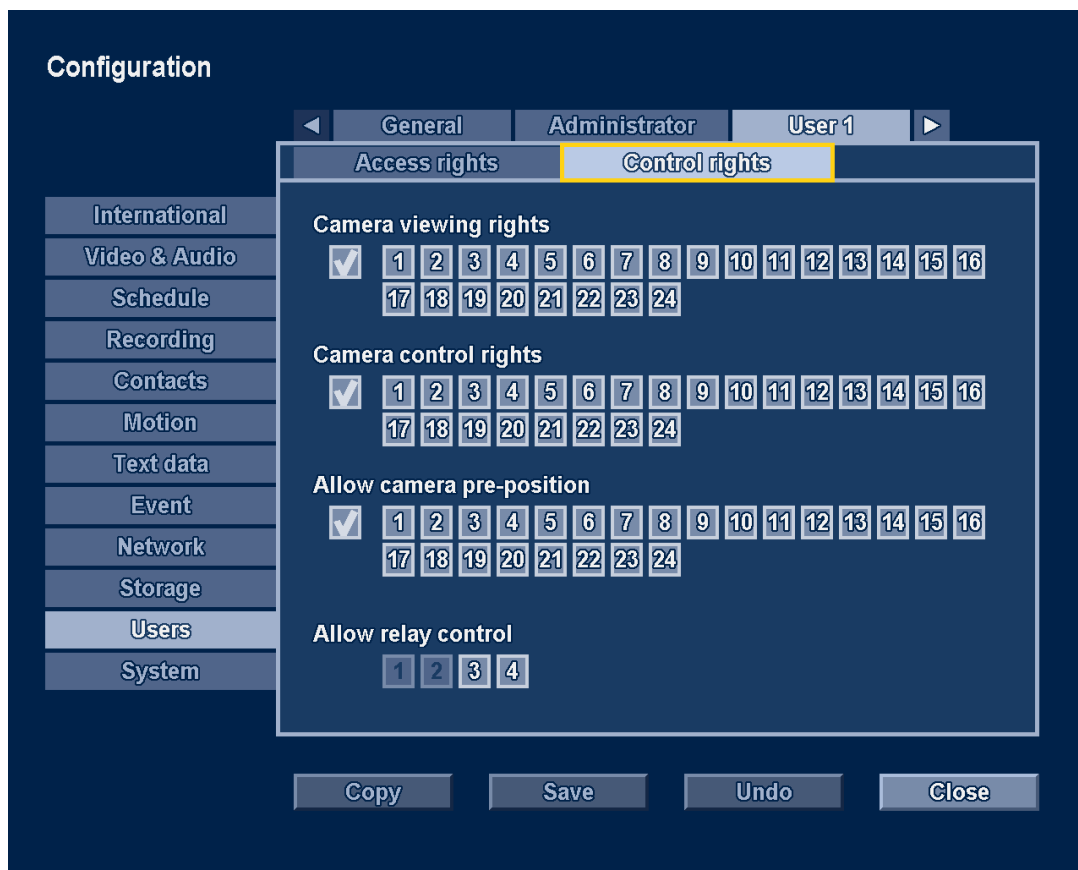 Configuration
General Administrator User 1
Access rights Control rights
International
Video & Audio
Schedule
Recording
Contacts
Motion
Text data
Event
Network
Storage
Users
System
Camera viewing rights
1 2 3 4 5 6 7 8 9 10 11 12 13 14 15 16
17 18 19 20 21 22 23 24
Camera control rights
1 2 3 4 5 6 7 8 9 10 11 12 13 14 15 16
17 18 19 20 21 22 23 24
Allow camera pre-position
1 2 3 4 5 6 7 8 9 10 11 12 13 14 15 16
17 18 19 20 21 22 23 24
Allow relay control
1 2 3 4
Copy Save Undo Close